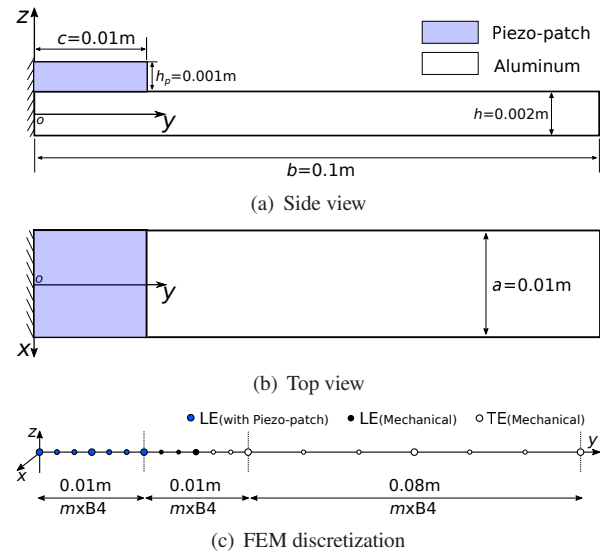 z
c=0.01m
Piezo-patch
hp=0.001m
Aluminum
o
y
h=0.002m
b=0.1m
(a) Side view
o
y
a=0.01m
x
(b) Top view
LE(with Piezo-patch) LE(Mechanical) TE(Mechanical)
z
y
x
0.01m 0.01m 0.08m
mxB4 mxB4 mxB4
(c) FEM discretization